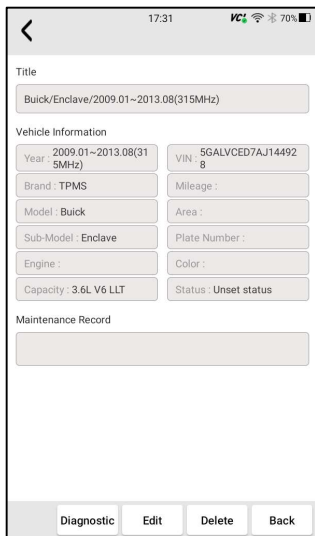 17:31 VCI 70%
Title
Buick/Enclave/2009.01~2013.08(315MHz)
Vehicle Information
Year : 2009.01~2013.08(31
5MHz)
VIN : 5GALVCED7AJ14492
8
Brand : TPMS
Mileage :
Model : Buick
Area :
Sub-Model : Enclave
Plate Number :
Engine :
Color :
Capacity : 3.6L V6 LLT
Status : Unset status
Maintenance Record
Diagnostic Edit Delete Back